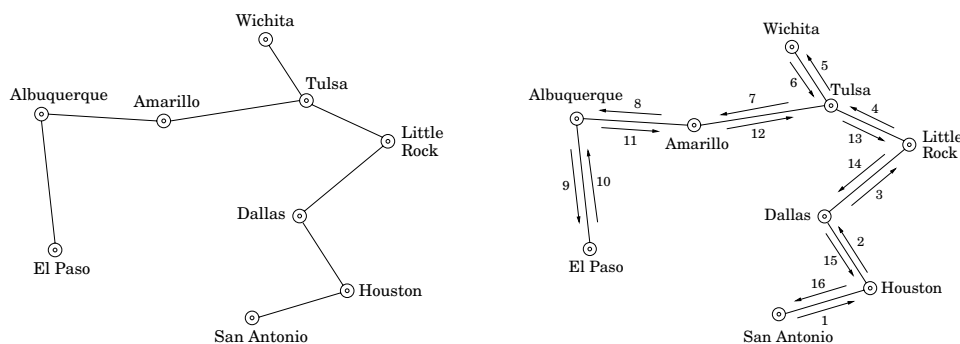 Wichita
Tulsa
Albuquerque
Amarillo
Little
Rock
Dallas
El Paso
Houston
San Antonio
Wichita
5
6
Tulsa
Albuquerque
8
7
4
11
Amarillo
12
13
Little
Rock
14
9
10
3
Dallas
2
15
El Paso
16
Houston
1
San Antonio